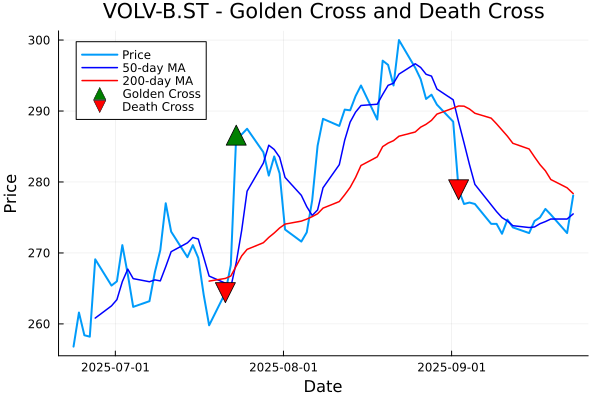 VOLV-B.ST - Golden Cross and Death Cross
Price
50-day MA
200-day MA
Golden Cross
Death Cross
300
290
280
270
260
Price
2025-07-01
2025-08-01
2025-09-01
Date